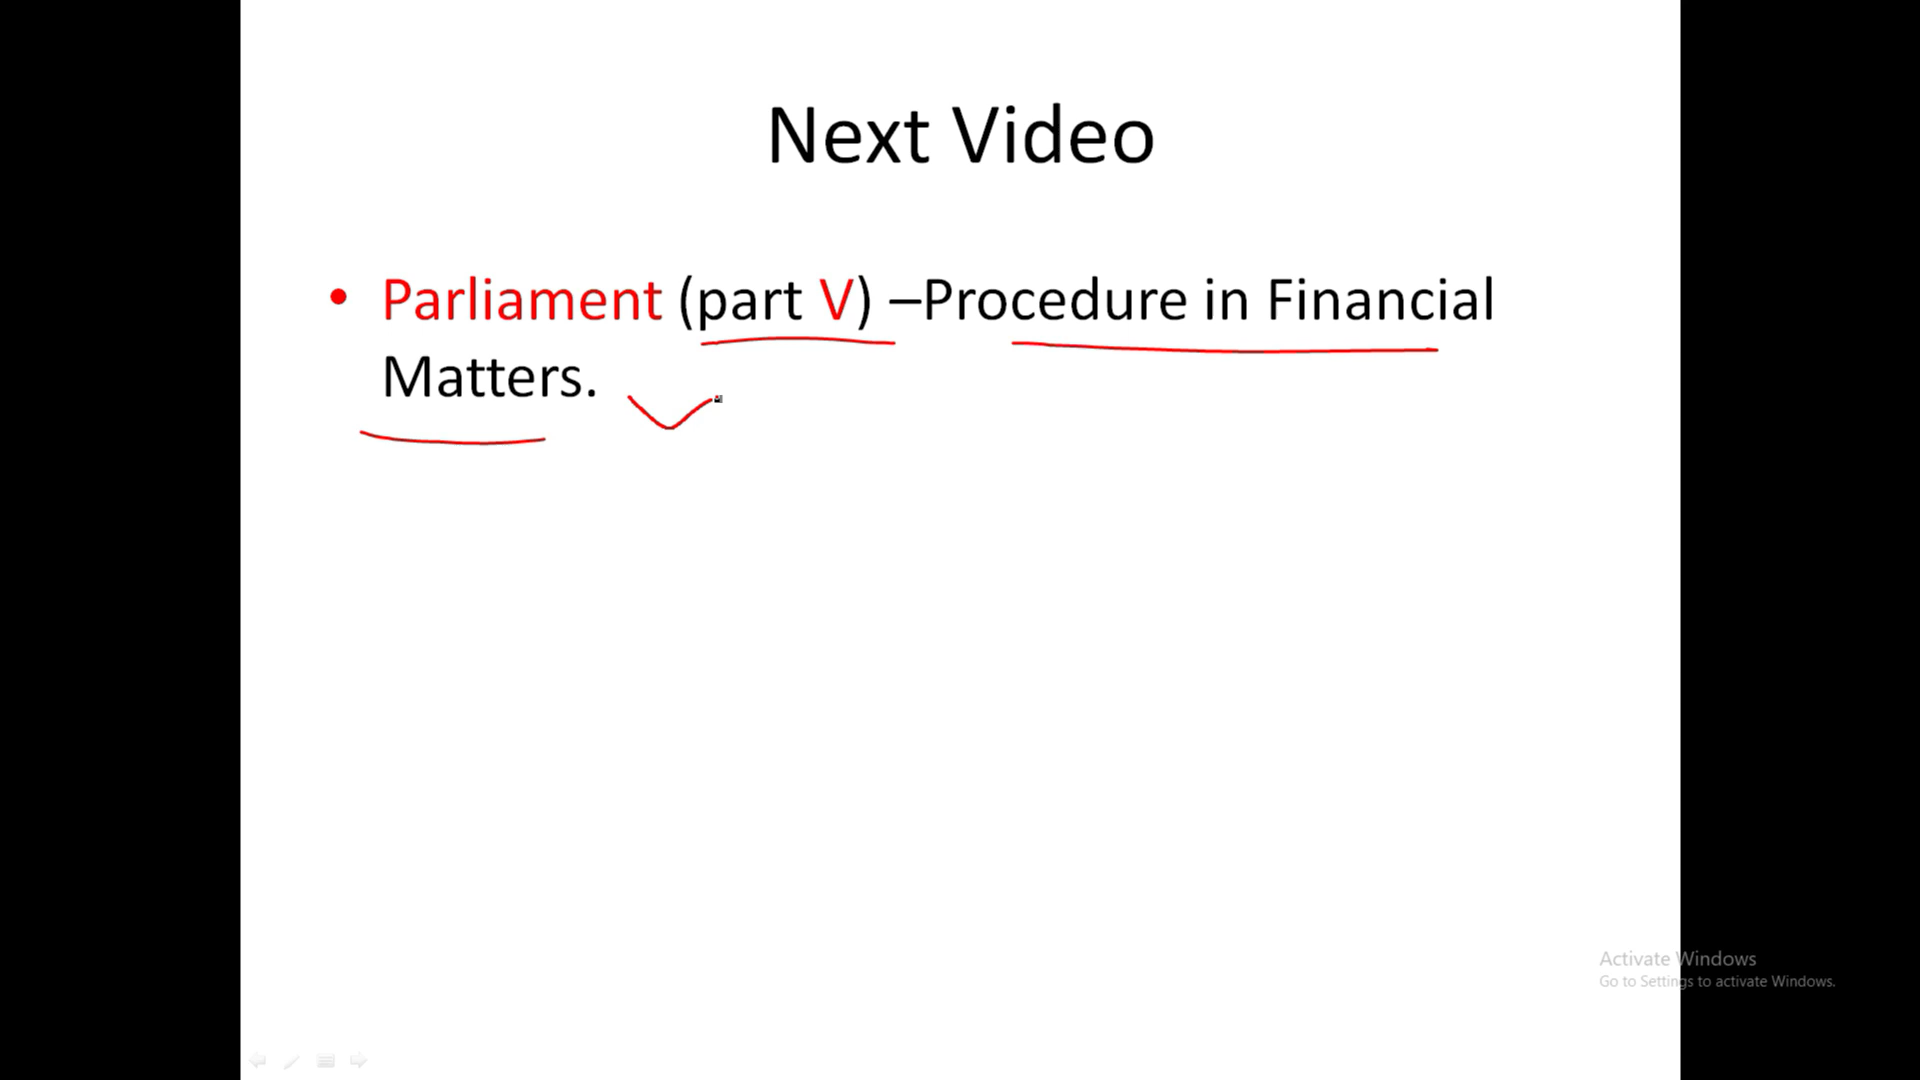 Next Video
• Parliament (part V) –Procedure in Financial
Matters.
Activate Windows
Go to Settings to activate Windows.